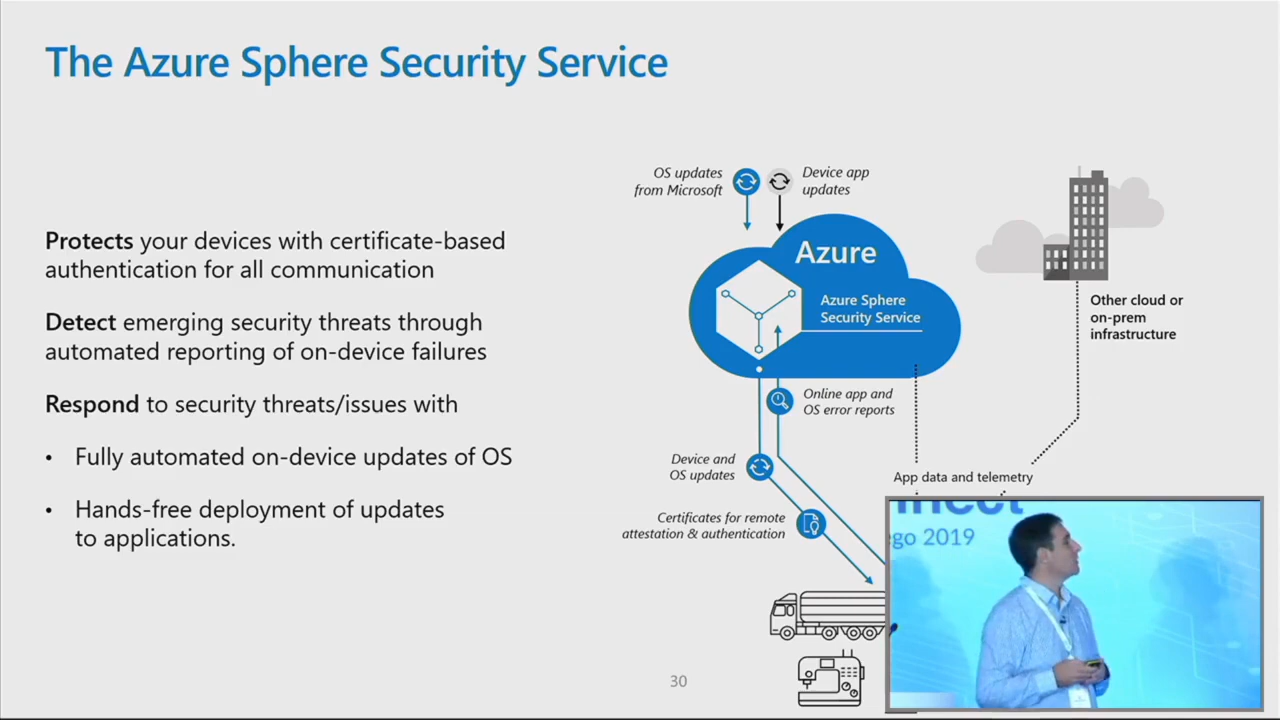 The Azure Sphere Security Service
Protects your devices with certificate-based
authentication for all communication
Detect emerging security threats through
automated reporting of on-device failures
Respond to security threats/issues with
• Fully automated on-device updates of OS
• Hands-free deployment of updates
to applications.
OS updates
from Microsoft
Device app
updates
Azure
Azure Sphere
Security Service
Other cloud or
on-prem
infrastructure
Online app and
OS error reports
Device and
OS updates
App data and telemetry
Certificates for remote
attestation & authentication
30
2019